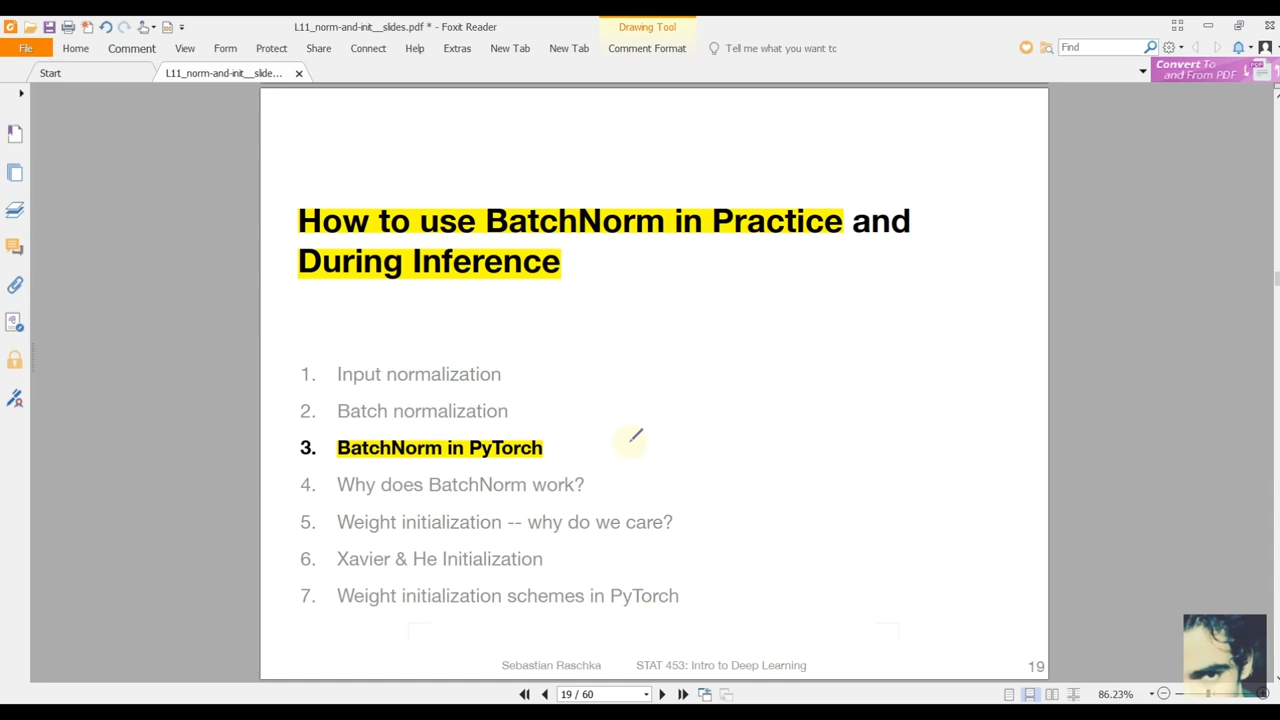 L11_norm-and-init__slides.pdf * - Foxit Reader
Drawing Tool
File
Home
Comment
View
Form
Protect
Share
Connect
Help
Extras
New Tab
New Tab
Comment Format
Tell me what you want tc
Find
Start
L11_norm-and-init__slide...
Convert To
and From PDF
How to use BatchNorm in Practice and
During Inference
1. Input normalization
2. Batch normalization
3. BatchNorm in PyTorch
4. Why does BatchNorm work?
5. Weight initialization -- why do we care?
6. Xavier & He Initialization
7. Weight initialization schemes in PyTorch
Sebastian Raschka
STAT 453: Intro to Deep Learning
19
19 / 60
86.23%